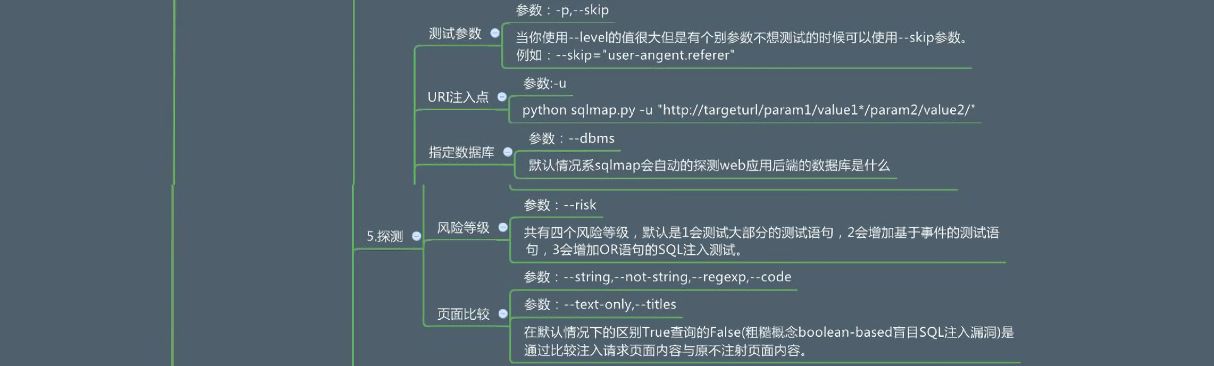 参数：-p,--skip
测试参数
当你使用--level的值很大但是有个别参数不想测试的时候可以使用--skip参数。
例如：--skip="user-angent.referer"
参数:-u
URI注入点
python sqlmap.py -u "http://targeturl/param1/value1*/param2/value2/"
参数：--dbms
指定数据库
默认情况系sqlmap会自动的探测web应用后端的数据库是什么
参数：--risk
风险等级
5.探测
共有四个风险等级，默认是1会测试大部分的测试语句，2会增加基于事件的测试语
句，3会增加OR语句的SQL注入测试。
参数：--string,--not-string,--regexp,--code
参数：--text-only,--titles
页面比较
在默认情况下的区别True查询的False(粗糙概念boolean-based盲目SQL注入漏洞)是
通过比较注入请求页面内容与原不注射页面内容。